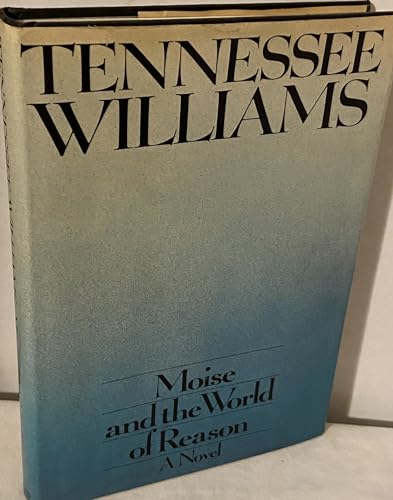 TENNESSEE
WILLIAMS
Moise
and the World
of Reason
A Novel